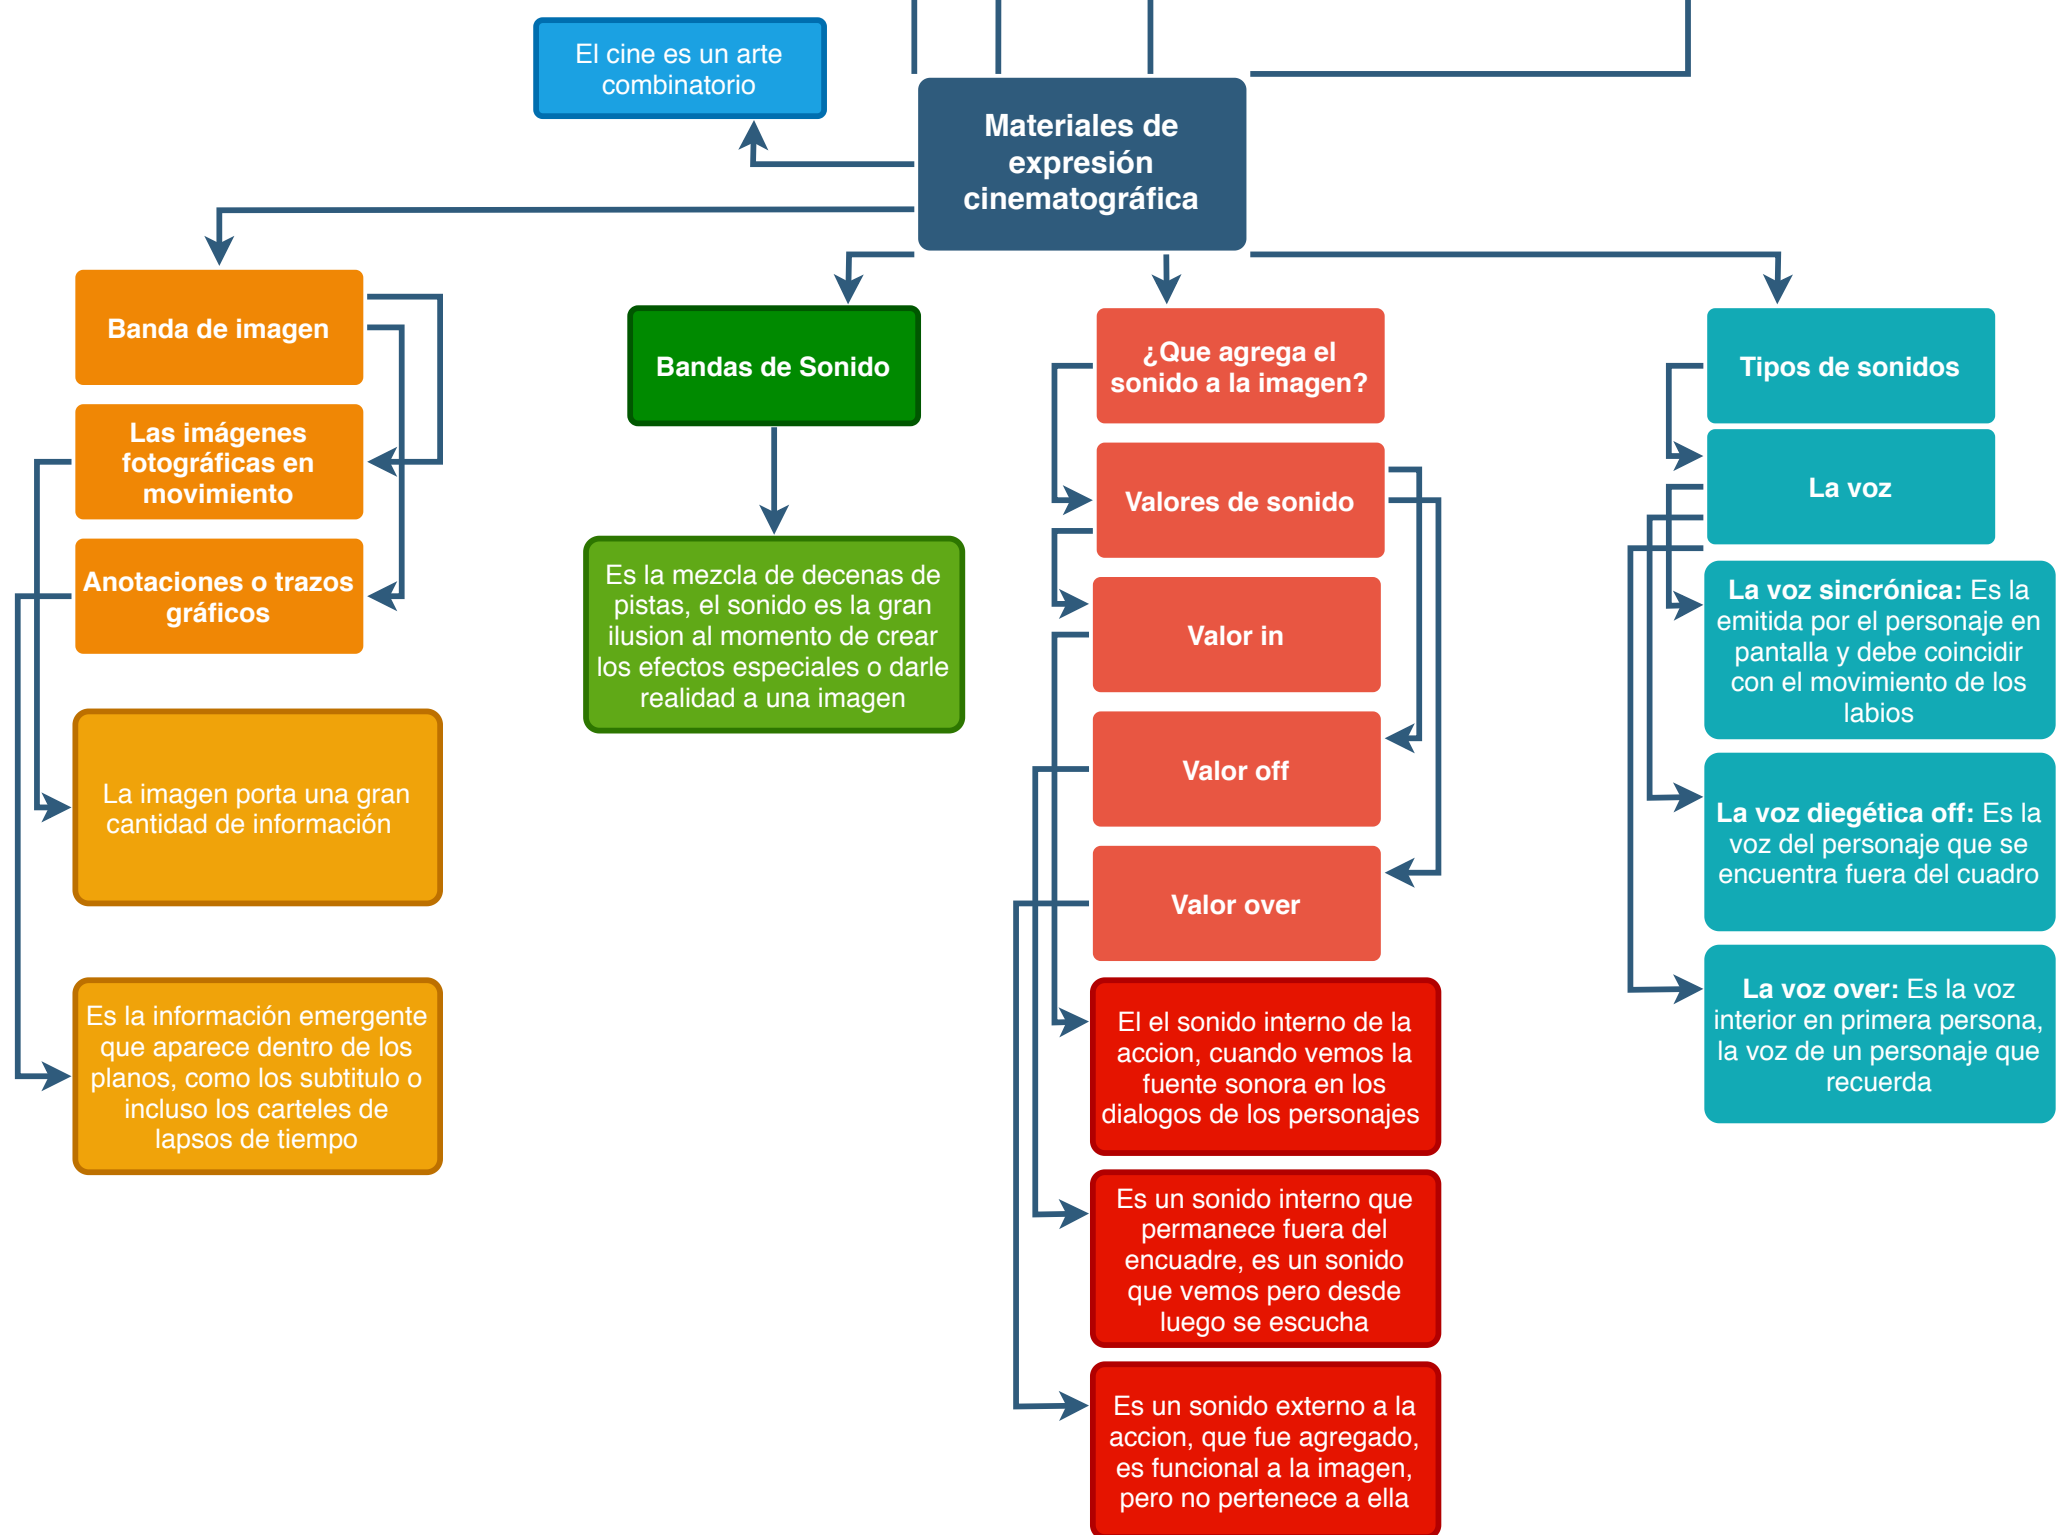 El cine es un arte
combinatorio
Materiales de
expresión
cinematográfica
Banda de imagen
Las imágenes
fotográficas en
movimiento
Anotaciones o trazos
gráficos
La imagen porta una gran
cantidad de información
Es la información emergente
que aparece dentro de los
planos, como los subtitulo o
incluso los carteles de
lapsos de tiempo
Bandas de Sonido
Es la mezcla de decenas de
pistas, el sonido es la gran
ilusion al momento de crear
los efectos especiales o darle
realidad a una imagen
¿Que agrega el
sonido a la imagen?
Valores de sonido
Valor in
Valor off
Valor over
El el sonido interno de la
accion, cuando vemos la
fuente sonora en los
dialogos de los personajes
Es un sonido interno que
permanece fuera del
encuadre, es un sonido
que vemos pero desde
luego se escucha
Es un sonido externo a la
accion, que fue agregado,
es funcional a la imagen,
pero no pertenece a ella
Tipos de sonidos
La voz
La voz sincrónica: Es la
emitida por el personaje en
pantalla y debe coincidir
con el movimiento de los
labios
La voz diegética off: Es la
voz del personaje que se
encuentra fuera del cuadro
La voz over: Es la voz
interior en primera persona,
la voz de un personaje que
recuerda